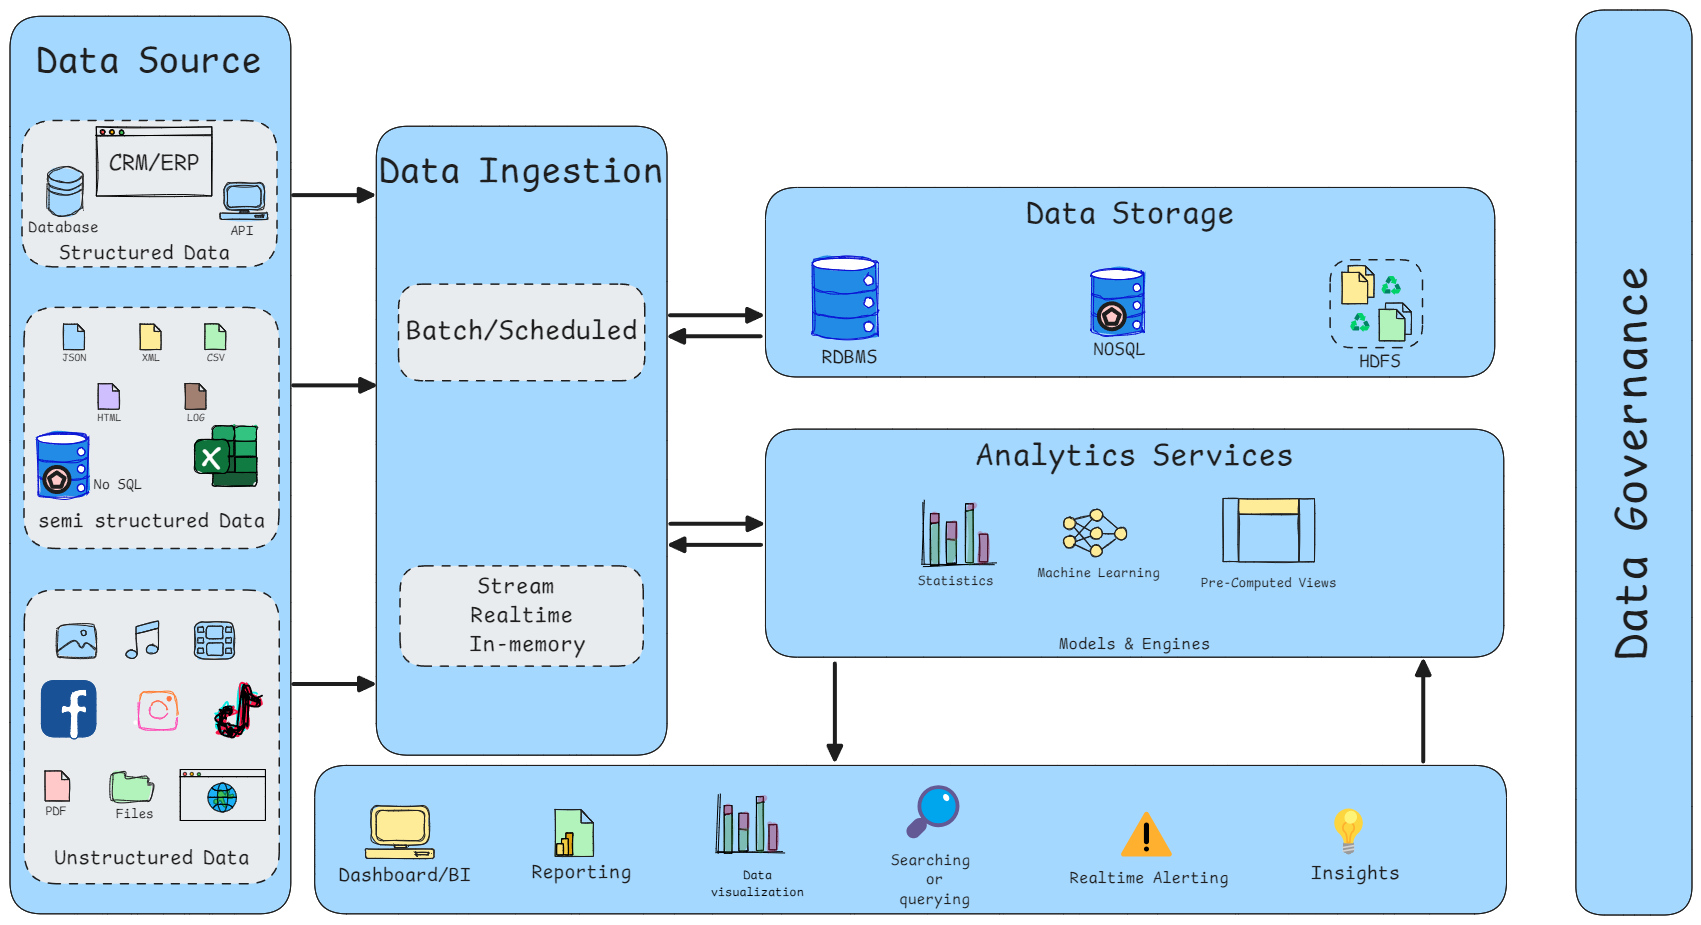 Data Source
CRM/ERP
Database
API
Structured Data
JSON
XML
CSV
HTML
LOG
No SQL
X
semi structured Data
f
PDF
Files
Unstructured Data
Data Ingestion
Batch/Scheduled
Stream
Realtime
In-memory
Data Storage
RDBMS
NOSQL
HDFS
Analytics Services
Statistics
Machine Learning
Pre-Computed Views
Models & Engines
Dashboard/BI
Reporting
Data
visualization
Searching
or
querying
Realtime Alerting
Insights
Data Governance